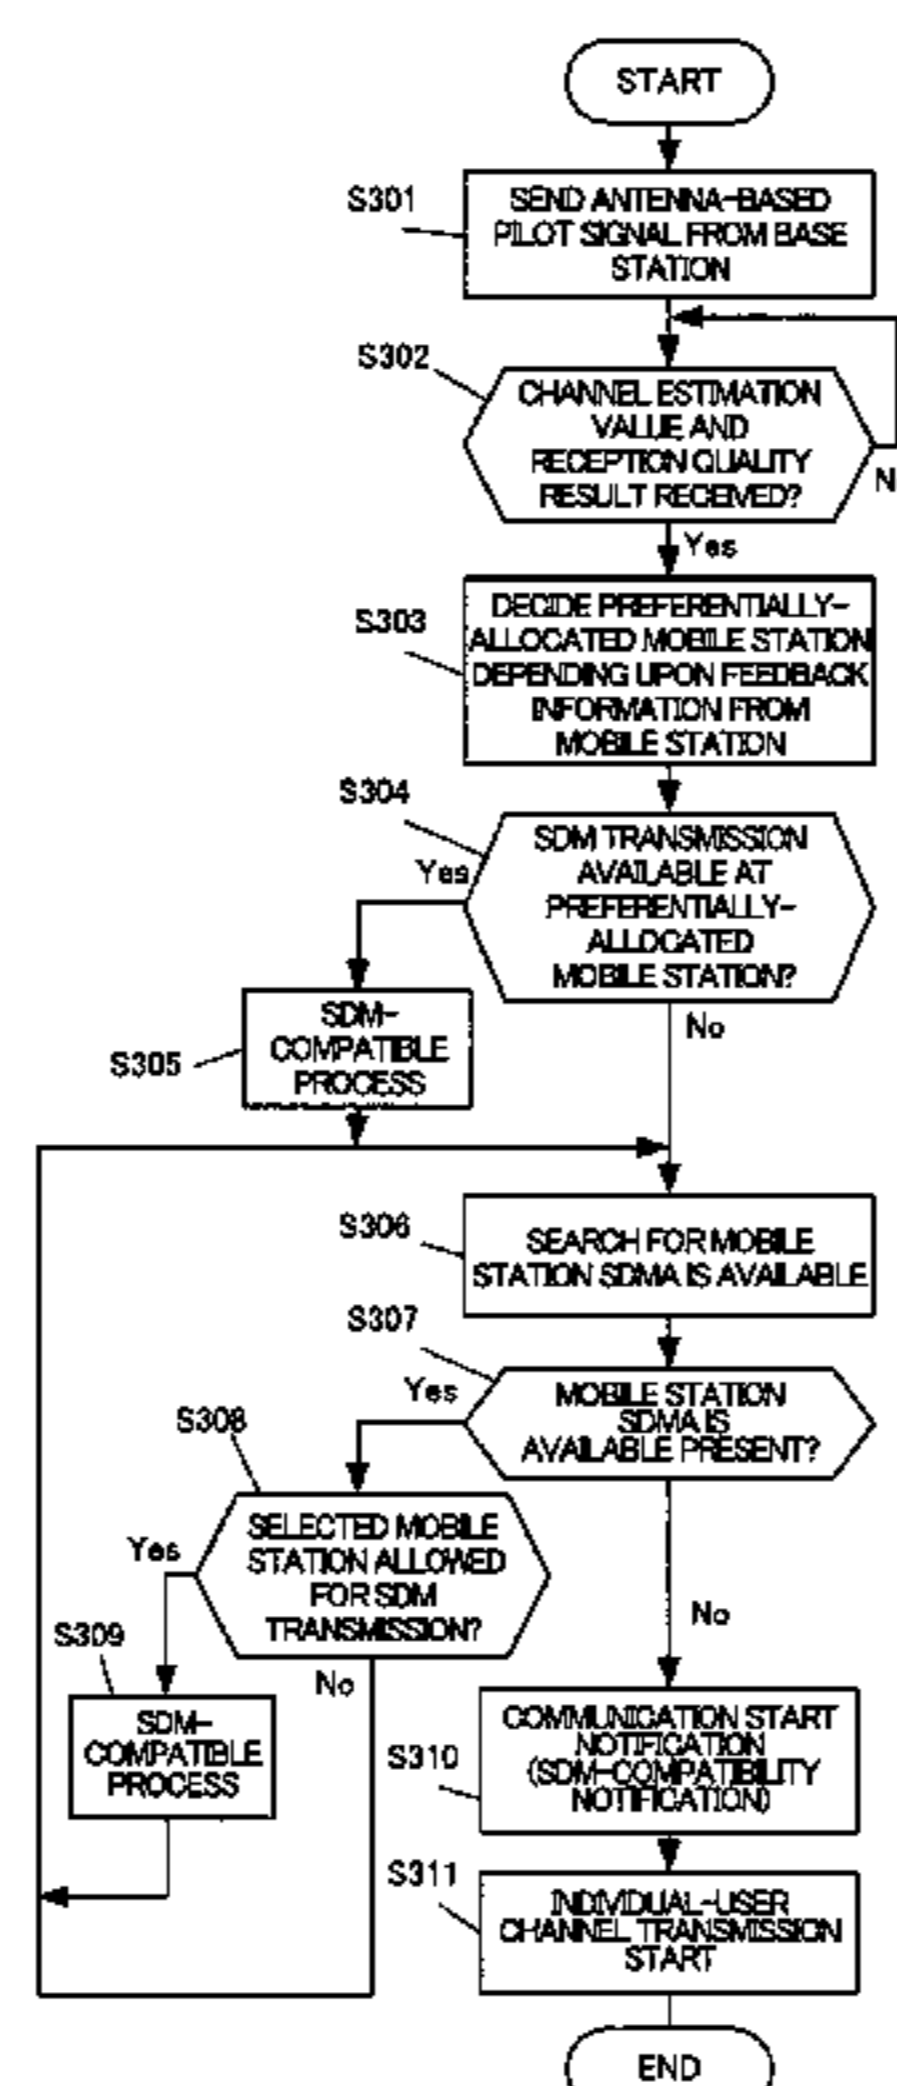 START
S301
SEND ANTENNA-BASED
PILOT SIGNAL FROM BASE
STATION
S302
CHANNEL ESTIMATION
VALUE AND
RECEPTION QUALITY
RESULT RECEIVED?
Yes
S303
DECIDE PREFERENTIALLY-
ALLOCATED MOBILE STATION
DEPENDING UPON FEEDBACK
INFORMATION FROM
MOBILE STATION
S304
SDM TRANSMISSION
AVAILABLE AT
PREFERENTIALLY-
ALLOCATED
MOBILE STATION?
Yes
No
S305
SDM-
COMPATIBLE
PROCESS
S306
SEARCH FOR MOBILE
STATION SDMA IS AVAILABLE
S307
MOBILE STATION
SDMA IS
AVAILABLE PRESENT?
Yes
No
S308
SELECTED MOBILE
STATION ALLOWED
FOR SDM
TRANSMISSION?
Yes
No
S309
SDM-
COMPATIBLE
PROCESS
S310
COMMUNICATION START
NOTIFICATION
(SDM-COMPATIBILITY
NOTIFICATION)
S311
INDIVIDUAL-USER
CHANNEL TRANSMISSION
START
END